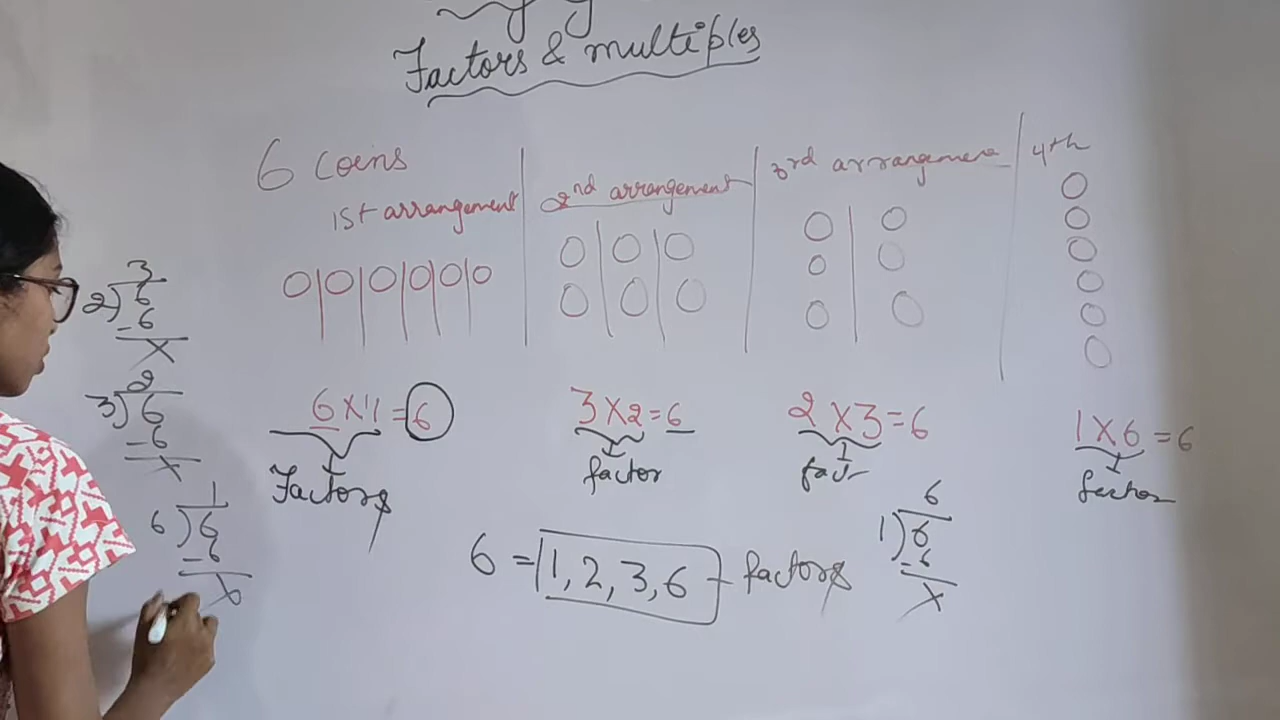 Factors & multiples
6 coins
1st arrangement
2nd arrangement
3rd arrangement
4th
6 X 1 = 6
Factors
3 X 2 = 6
factor
2 X 3 = 6
fact
1 X 6 = 6
factor
6 = 1, 2, 3, 6 - factors
3
2) 6
- 6
X
2
3) 6
- 6
X
1
6) 6
- 6
X
6
1) 6
- 6
X